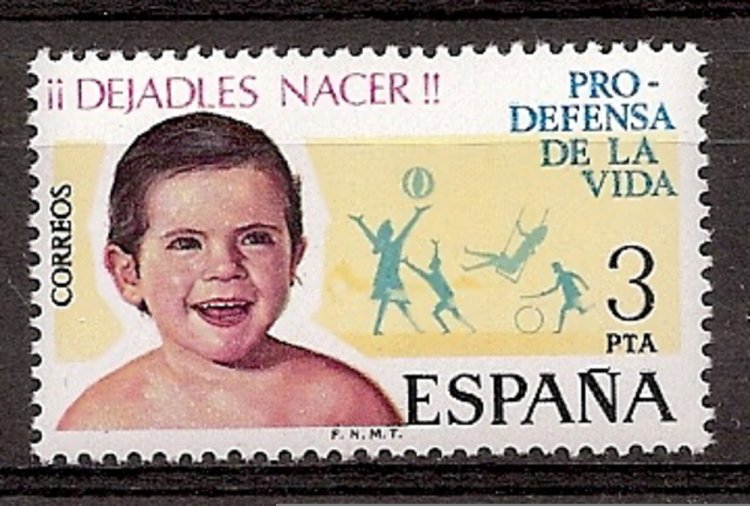 ¡¡ DEJADLES NACER !!
PRO-
DEFENSA
DE LA
VIDA
CORREOS
3
PTA
ESPAÑA
F. N. M. T.